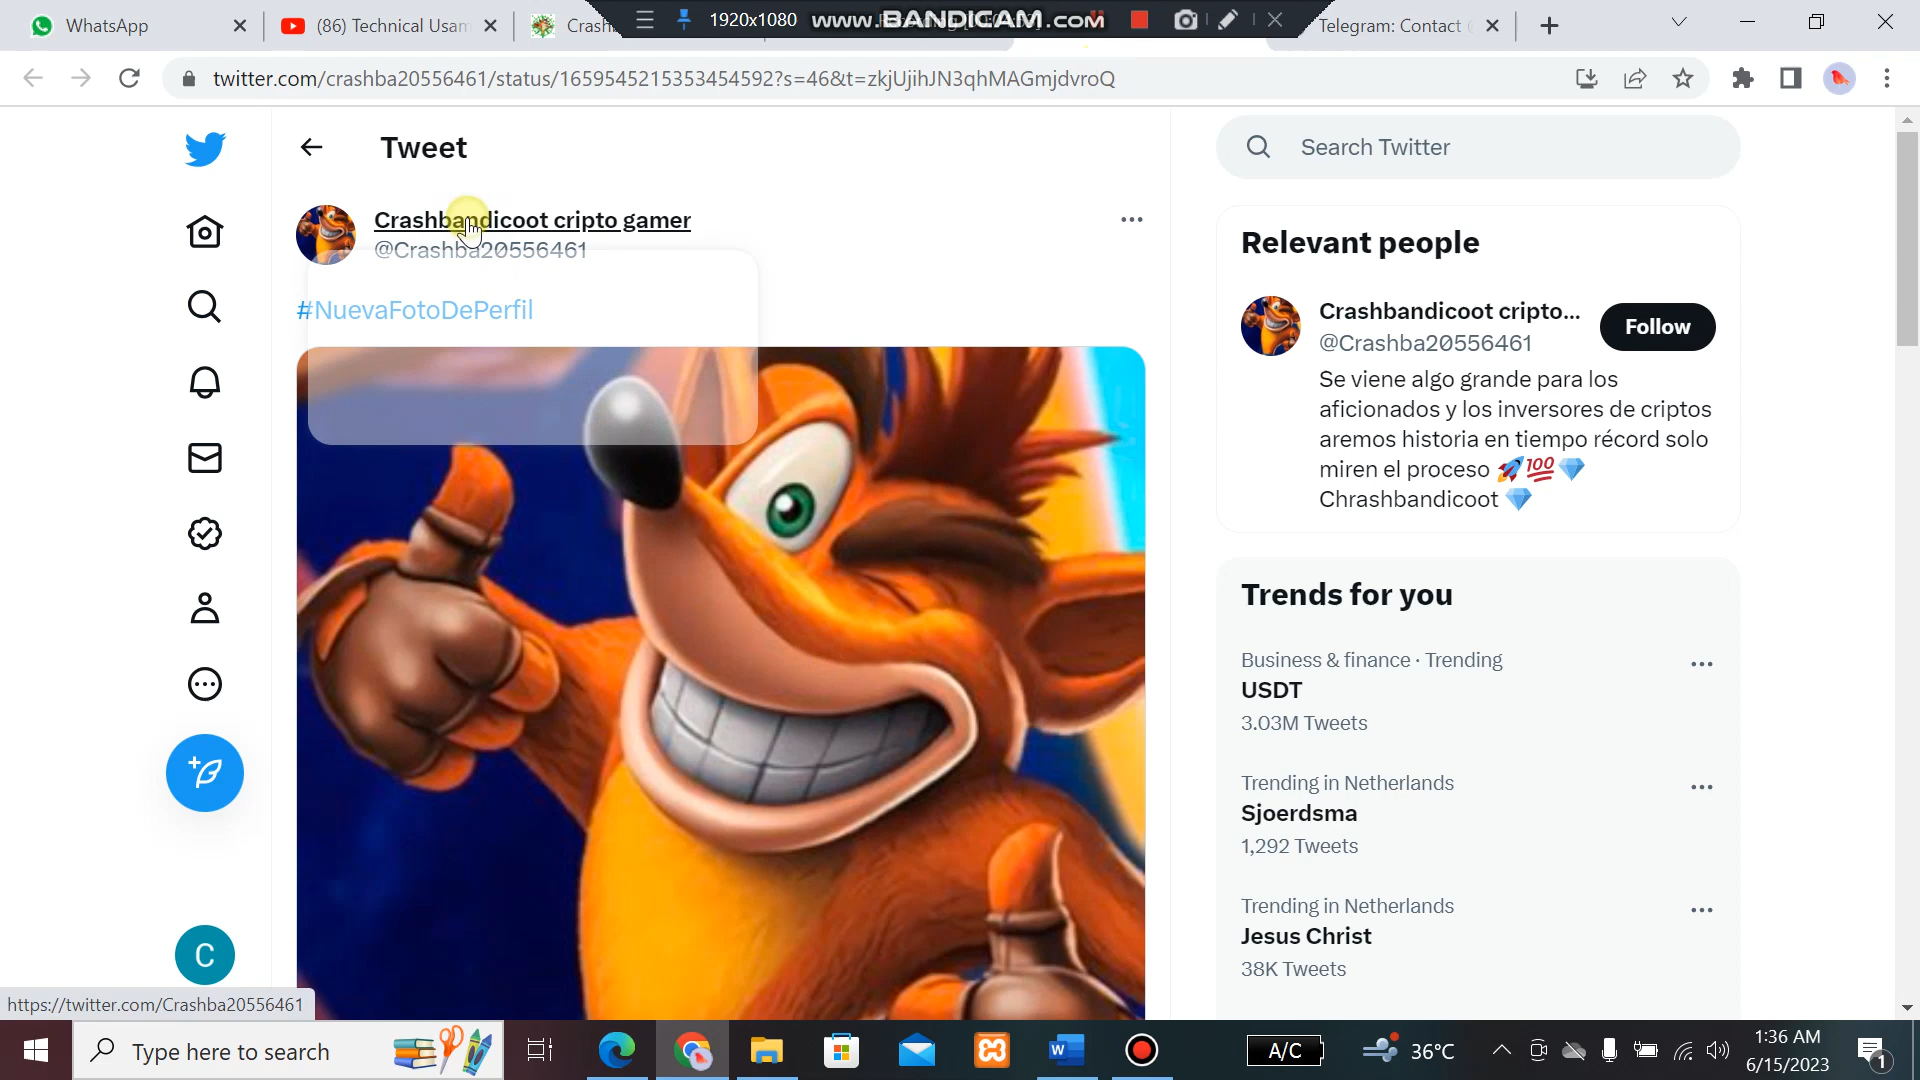 WhatsApp
(86) Technical Usam
Crash
1920x1080
www.BANDICAM.com
Telegram: Contact
twitter.com/crashba20556461/status/1659545215353454592?s=46&t=zkjUjihJN3qhMAGmjdvroQ
Tweet
Crashbandicoot cripto gamer
@Crashba20556461
#NuevaFotoDePerfil
Search Twitter
Relevant people
Crashbandicoot cripto...
@Crashba20556461
Follow
Se viene algo grande para los
aficionados y los inversores de criptos
aremos historia en tiempo récord solo
miren el proceso 🚀💯💎
Chrashbandicoot 💎
Trends for you
Business & finance · Trending
USDT
3.03M Tweets
Trending in Netherlands
Sjoerdsma
1,292 Tweets
Trending in Netherlands
Jesus Christ
38K Tweets
C
https://twitter.com/Crashba20556461
Type here to search
A/C
36°C
1:36 AM
6/15/2023
1